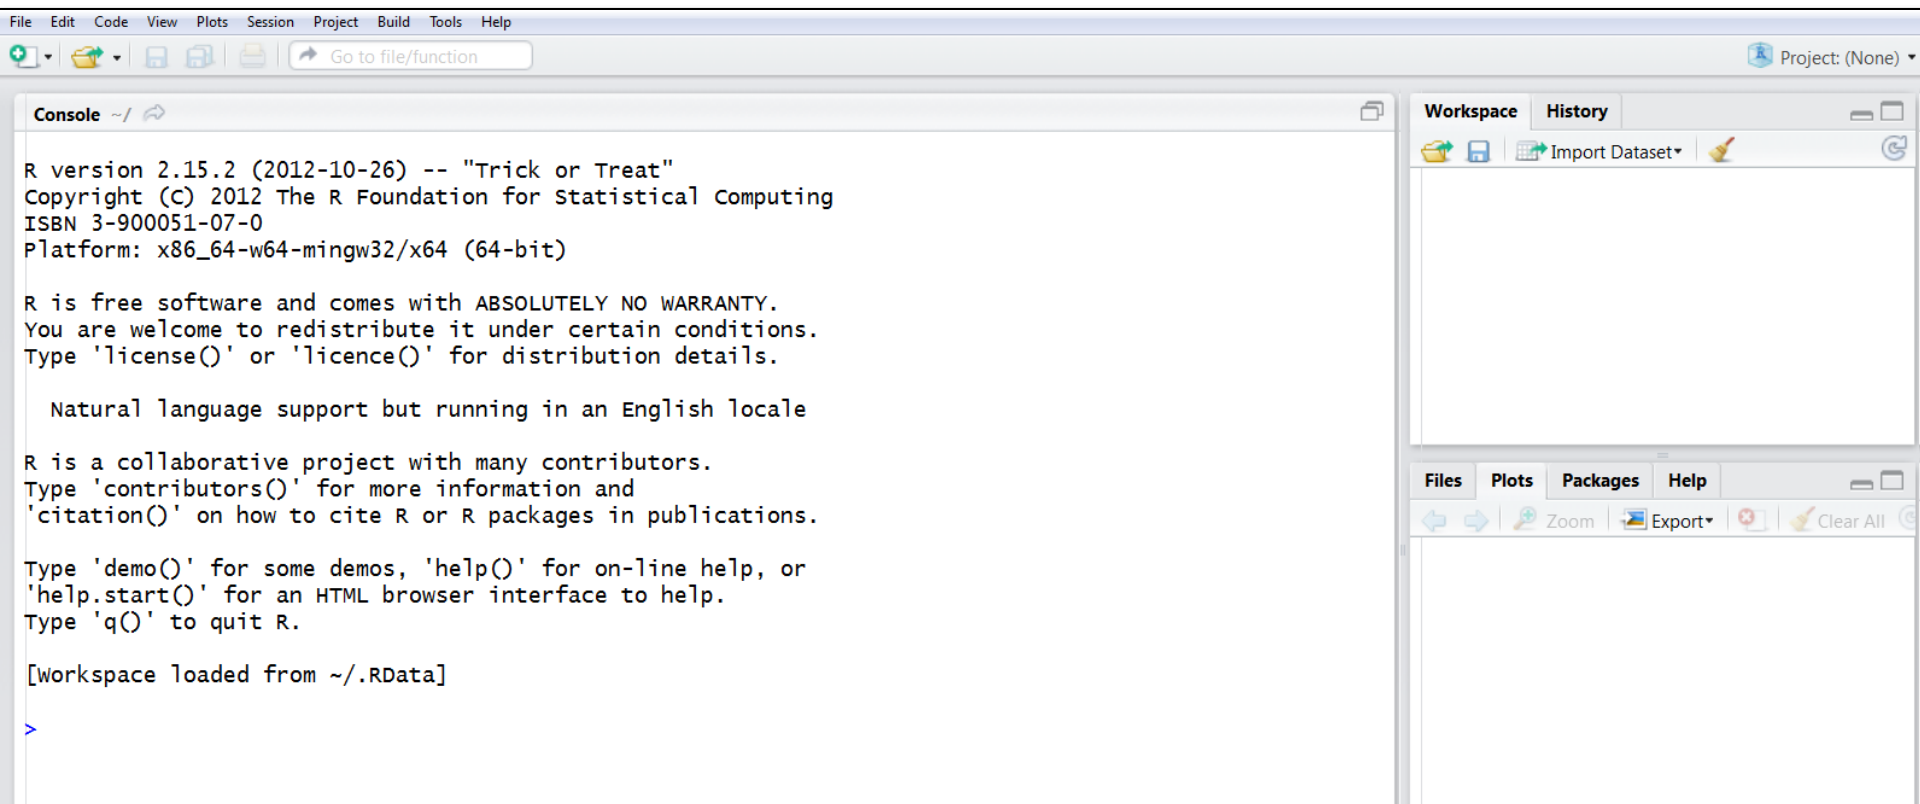 File Edit Code View Plots Session Project Build Tools Help
Go to file/function
Project: (None)
Console ~/
R version 2.15.2 (2012-10-26) -- "Trick or Treat"
Copyright (C) 2012 The R Foundation for Statistical Computing
ISBN 3-900051-07-0
Platform: x86_64-w64-mingw32/x64 (64-bit)
R is free software and comes with ABSOLUTELY NO WARRANTY.
You are welcome to redistribute it under certain conditions.
Type 'license()' or 'licence()' for distribution details.
Natural language support but running in an English locale
R is a collaborative project with many contributors.
Type 'contributors()' for more information and
'citation()' on how to cite R or R packages in publications.
Type 'demo()' for some demos, 'help()' for on-line help, or
'help.start()' for an HTML browser interface to help.
Type 'q()' to quit R.
[Workspace loaded from ~/.RData]
>
Workspace History
Import Dataset
Files Plots Packages Help
Zoom Export Clear All